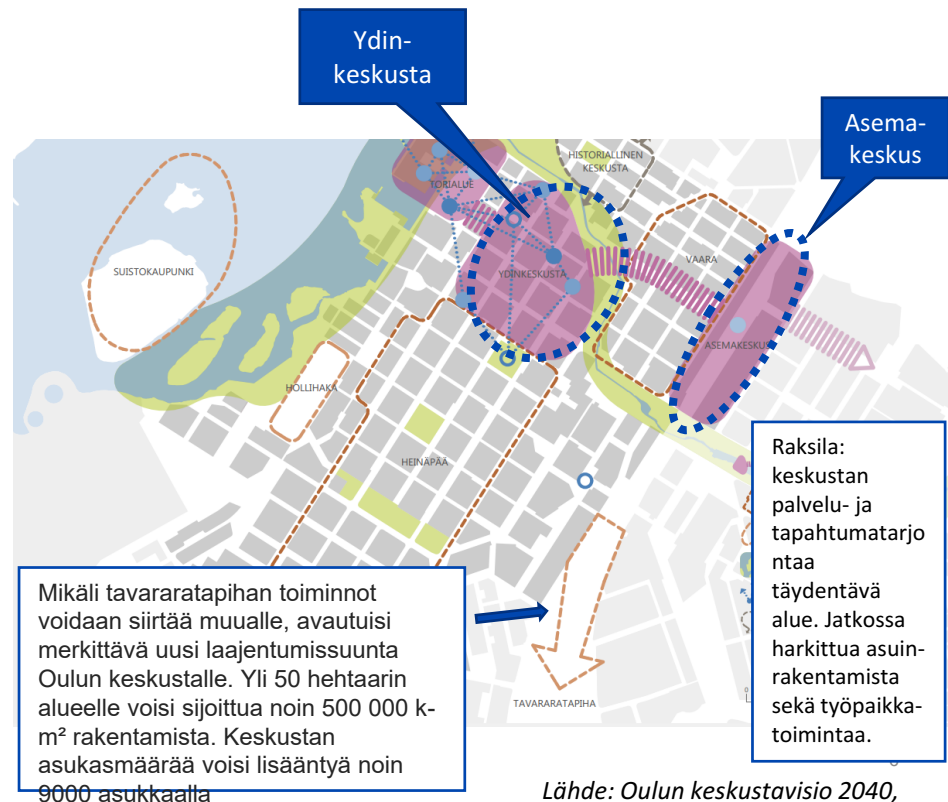 Ydin-
keskusta
Asema-
keskus
HISTORIALLINEN
KESKUSTA
TORIALUE
SUISTOKAUPUNKI
YDINKESKUSTA
VAARA
ASEMAKESKUS
HOLLIHAKA
HEINÄPÄÄ
TAVARARATAPIHA
Raksila:
keskustan
palvelu- ja
tapahtumatarjo
ntaa
täydentävä
alue. Jatkossa
harkittua asuin-
rakentamista
sekä työpaikka-
toimintaa.
Mikäli tavararatapihan toiminnot
voidaan siirtää muualle, avautuisi
merkittävä uusi laajentumissuunta
Oulun keskustalle. Yli 50 hehtaarin
alueelle voisi sijoittua noin 500 000 k-
m² rakentamista. Keskustan
asukasmäärää voisi lisääntyä noin
9000 asukkaalla
Lähde: Oulun keskustavisio 2040,